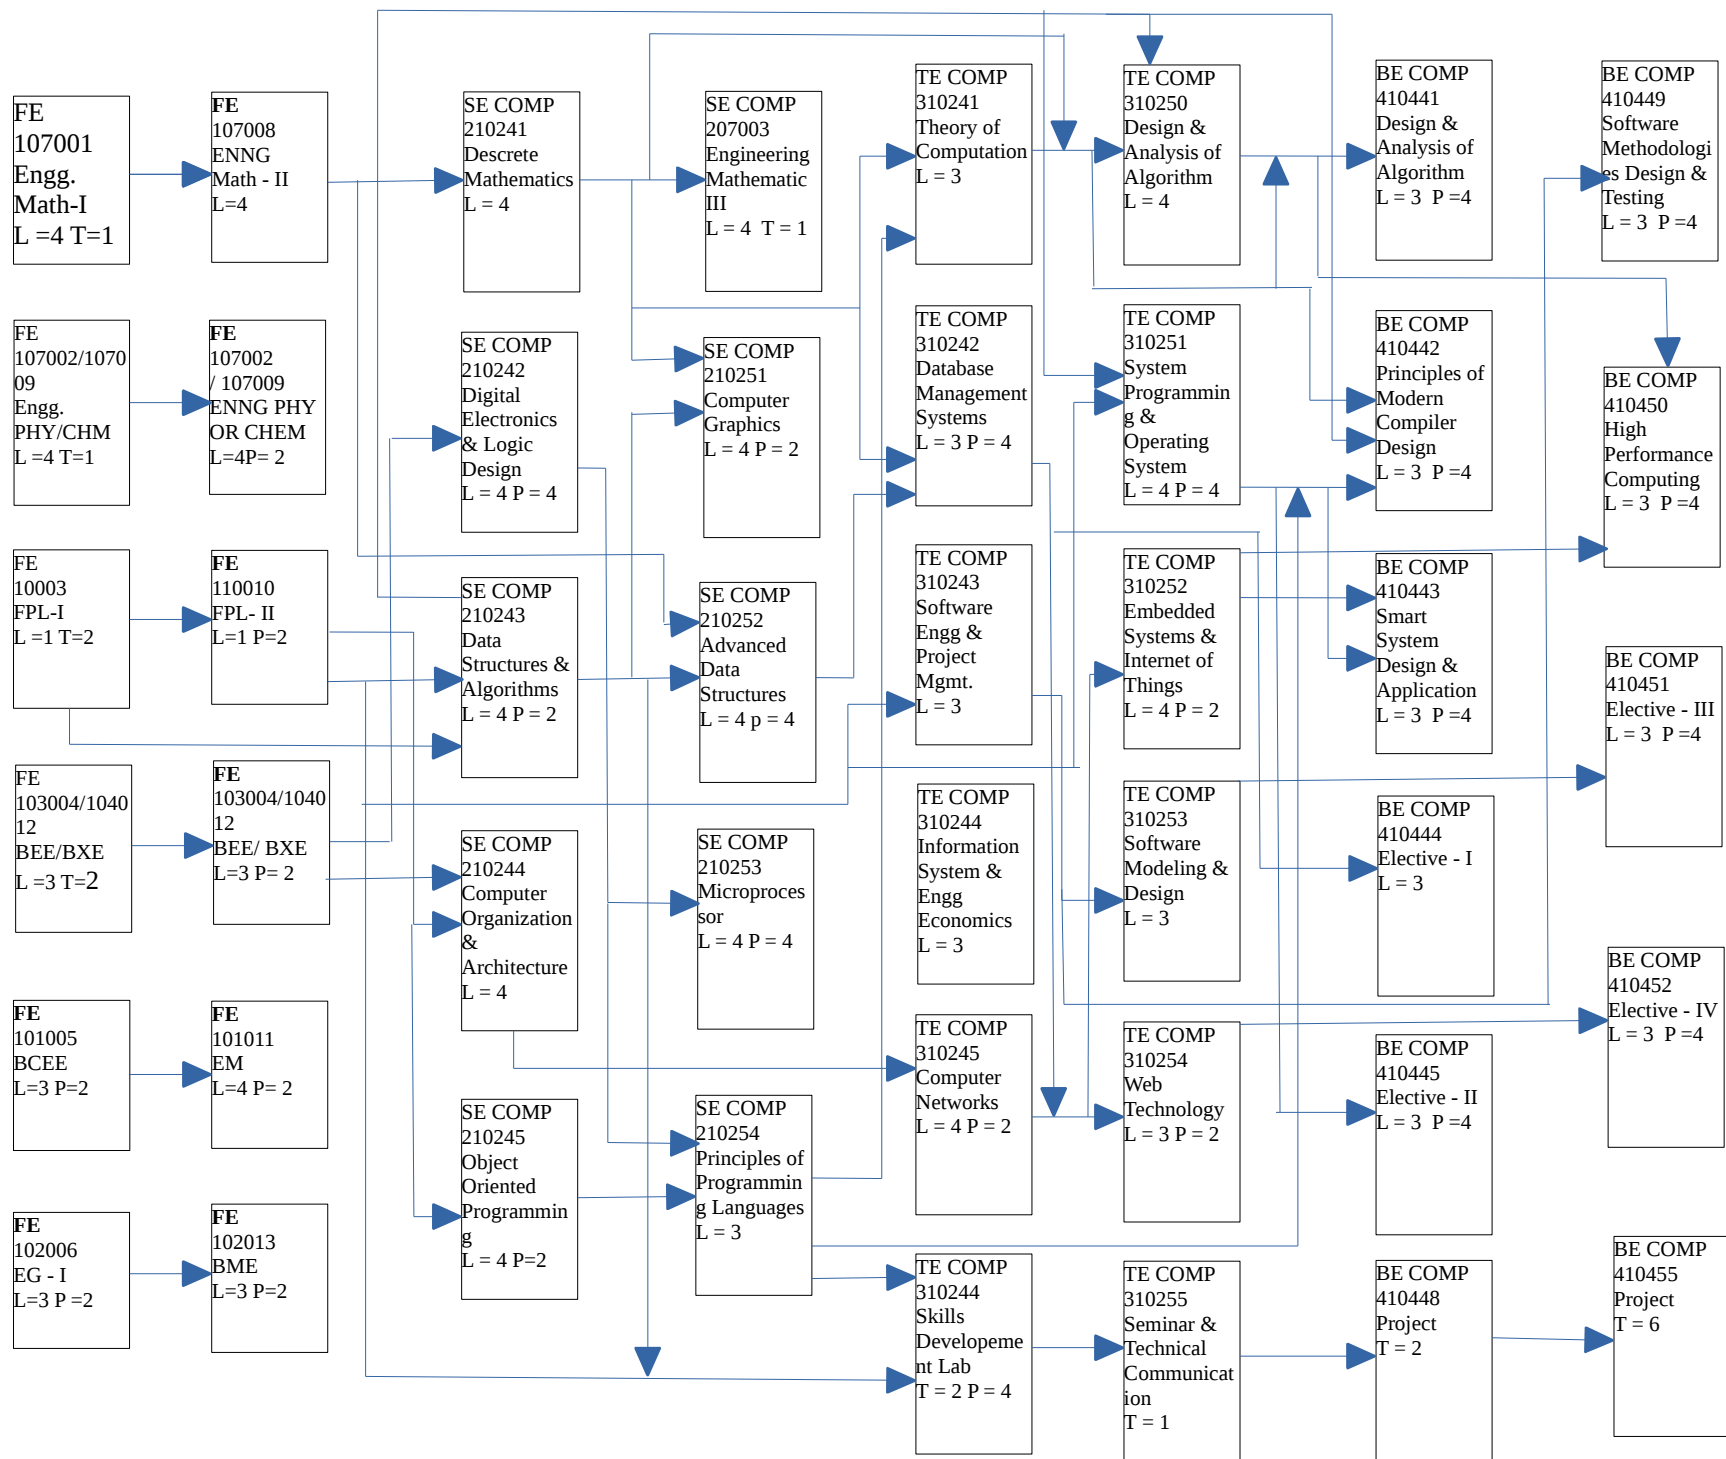 FE
107001
Engg.
Math-I
L =4 T=1
FE
107002/1070
09
Engg.
PHY/CHM
L =4 T=1
FE
10003
FPL-I
L =1 T=2
FE
103004/1040
12
BEE/BXE
L =3 T=2
FE
101005
BCEE
L=3 P=2
FE
102006
EG - I
L=3 P =2
FE
107008
ENNG
Math - II
L=4
FE
107002
/ 107009
ENNG PHY
OR CHEM
L=4P= 2
FE
110010
FPL- II
L=1 P=2
FE
103004/1040
12
BEE/ BXE
L=3 P= 2
FE
101011
EM
L=4 P= 2
FE
102013
BME
L=3 P=2
SE COMP
210241
Descrete
Mathematics
L = 4
SE COMP
210242
Digital
Electronics
& Logic
Design
L = 4 P = 4
SE COMP
210243
Data
Structures &
Algorithms
L = 4 P = 2
SE COMP
210244
Computer
Organization
&
Architecture
L = 4
SE COMP
210245
Object
Oriented
Programmin
g
L = 4 P=2
SE COMP
207003
Engineering
Mathematic
III
L = 4 T = 1
SE COMP
210251
Computer
Graphics
L = 4 P = 2
SE COMP
210252
Advanced
Data
Structures
L = 4 p = 4
SE COMP
210253
Microproces
sor
L = 4 P = 4
SE COMP
210254
Principles of
Programmin
g Languages
L = 3
TE COMP
310241
Theory of
Computation
L = 3
TE COMP
310242
Database
Management
Systems
L = 3 P = 4
TE COMP
310243
Software
Engg &
Project
Mgmt.
L = 3
TE COMP
310244
Information
System &
Engg
Economics
L = 3
TE COMP
310245
Computer
Networks
L = 4 P = 2
TE COMP
310244
Skills
Developeme
nt Lab
T = 2 P = 4
TE COMP
310250
Design &
Analysis of
Algorithm
L = 4
TE COMP
310251
System
Programmin
g &
Operating
System
L = 4 P = 4
TE COMP
310252
Embedded
Systems &
Internet of
Things
L = 4 P = 2
TE COMP
310253
Software
Modeling &
Design
L = 3
TE COMP
310254
Web
Technology
L = 3 P = 2
TE COMP
310255
Seminar &
Technical
Communicat
ion
T = 1
BE COMP
410441
Design &
Analysis of
Algorithm
L = 3 P =4
BE COMP
410442
Principles of
Modern
Compiler
Design
L = 3 P =4
BE COMP
410443
Smart
System
Design &
Application
L = 3 P =4
BE COMP
410444
Elective - I
L = 3
BE COMP
410445
Elective - II
L = 3 P =4
BE COMP
410448
Project
T = 2
BE COMP
410449
Software
Methodologi
es Design &
Testing
L = 3 P =4
BE COMP
410450
High
Performance
Computing
L = 3 P =4
BE COMP
410451
Elective - III
L = 3 P =4
BE COMP
410452
Elective - IV
L = 3 P =4
BE COMP
410455
Project
T = 6